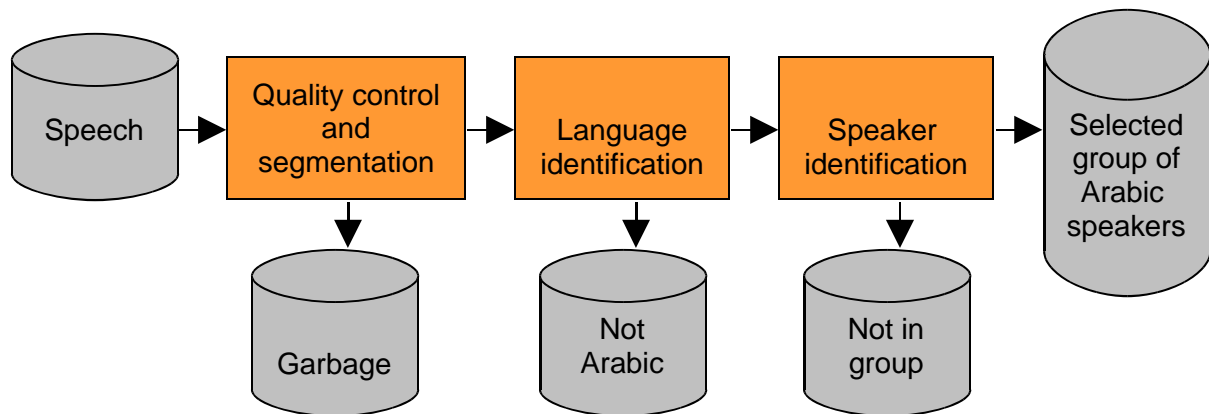 Speech
Quality control
and
segmentation
Language
identification
Speaker
identification
Selected
group of
Arabic
speakers
Garbage
Not
Arabic
Not in
group